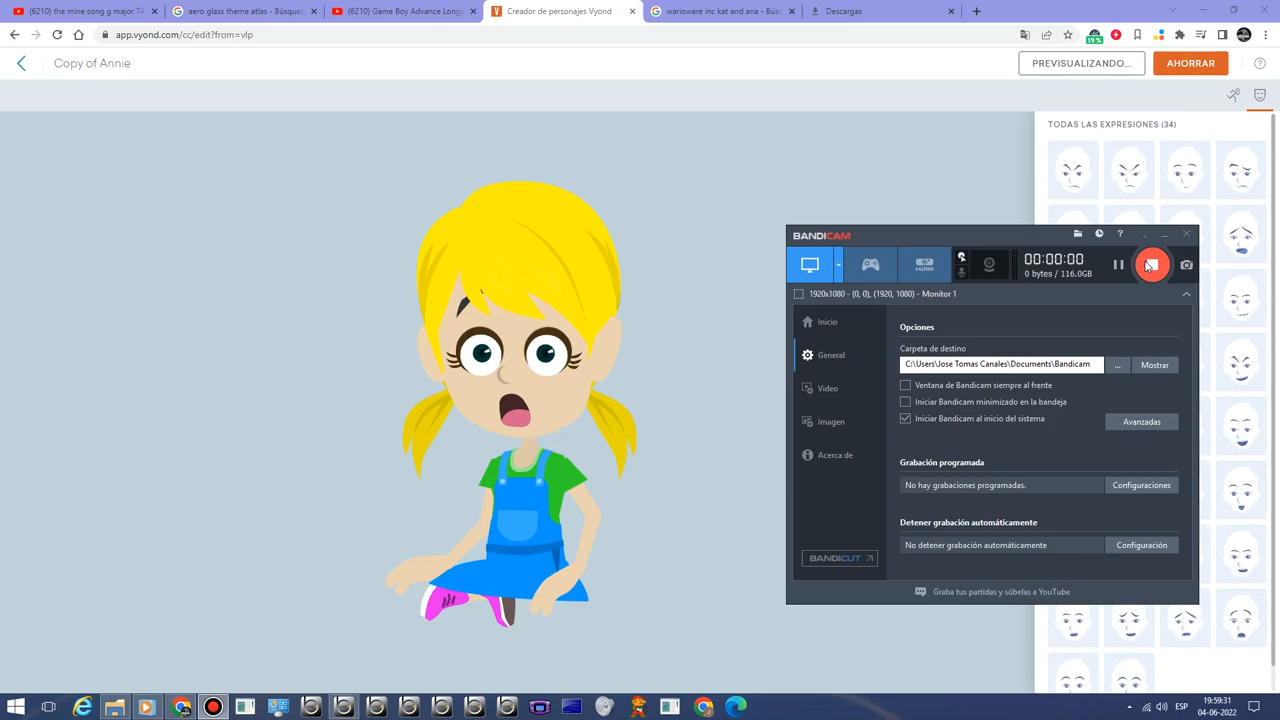 (6210) the mine song g major 74
aero glass theme atlas - Búsque
(6210) Game Boy Advance Long
Creador de personajes Vyond
warioware inc kat and ana - Bús
Descargas
app.vyond.com/cc/edit?from=vlp
19%
Copy of Annie
PREVISUALIZANDO...
AHORRAR
TODAS LAS EXPRESIONES (34)
BANDICAM
HDMI
00:00:00
0 bytes / 116.0GB
1920x1080 - (0, 0), (1920, 1080) - Monitor 1
Inicio
General
Video
Imagen
Acerca de
BANDICUT
Opciones
Carpeta de destino
C:\Users\Jose Tomas Canales\Documents\Bandicam
...
Mostrar
Ventana de Bandicam siempre al frente
Iniciar Bandicam minimizado en la bandeja
Iniciar Bandicam al inicio del sistema
Avanzadas
Grabación programada
No hay grabaciones programadas.
Configuraciones
Detener grabación automáticamente
No detener grabación automáticamente
Configuración
Graba tus partidas y súbelas a YouTube
ESP
19:59:31
04-06-2022